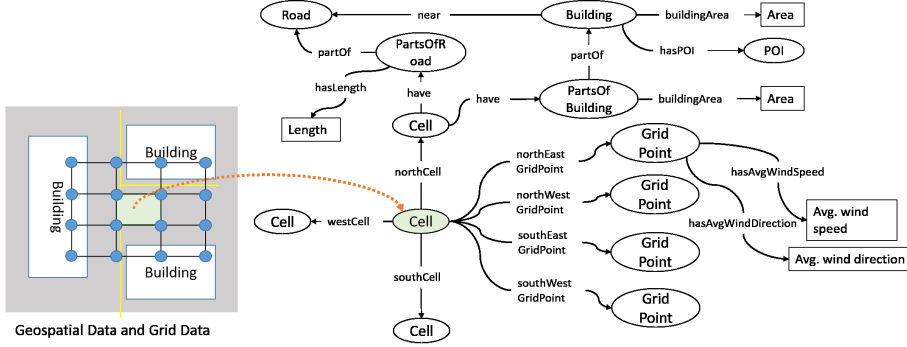 Road
near
Building
buildingArea
Area
partOf
PartsOfR
oad
hasPOI
POI
partOf
hasLength
have
PartsOf
Building
buildingArea
Area
have
Length
Cell
Building
Building
Building
Geospatial Data and Grid Data
northCell
northEast
GridPoint
Grid
Point
hasAvgWindSpeed
northWest
GridPoint
Grid
Point
Cell
westCell
Cell
hasAvgWindDirection
Avg. wind
speed
southEast
GridPoint
Grid
Point
Avg. wind direction
southCell
southWest
GridPoint
Grid
Point
Cell